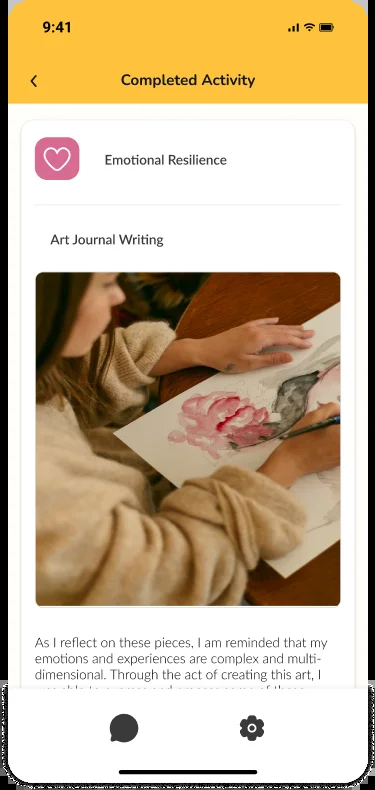 9:41
Completed Activity
Emotional Resilience
Art Journal Writing
As I reflect on these pieces, I am reminded that my
emotions and experiences are complex and multi-
dimensional. Through the act of creating this art, I